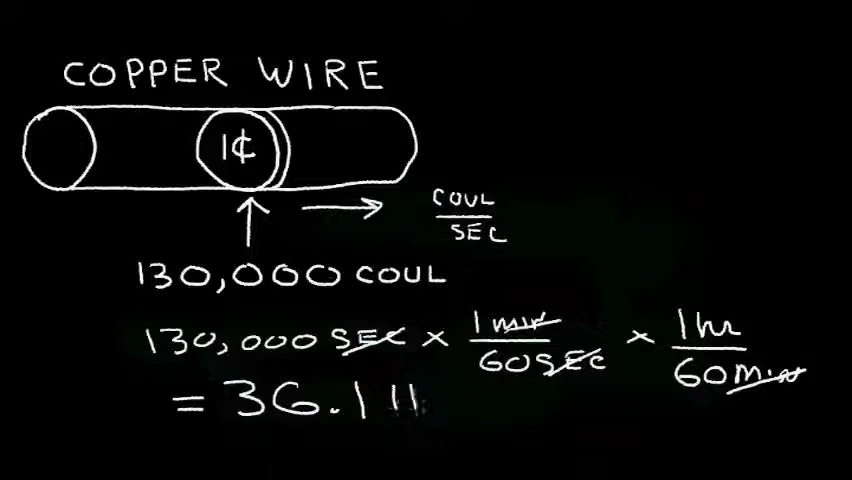 COPPER WIRE
1¢
COUL
SEC
130,000 COUL
130,000 SEC × 1 min / 60 SEC × 1 hr / 60 min
= 36.111